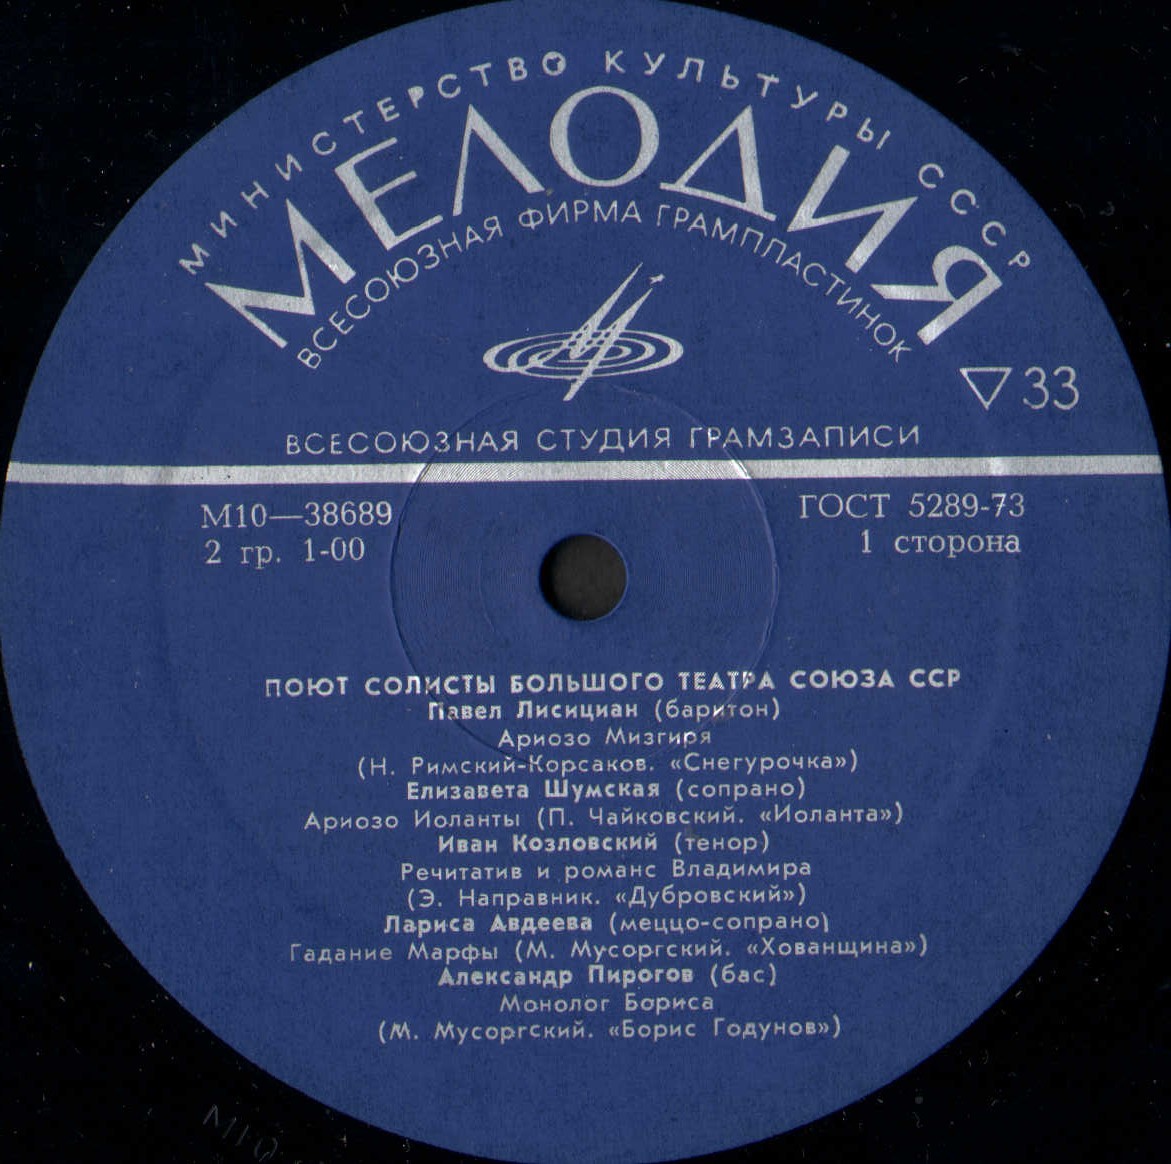 МИНИСТЕРСТВО КУЛЬТУРЫ СССР
МЕЛОДИЯ
ВСЕСОЮЗНАЯ ФИРМА ГРАМПЛАСТИНОК
33
ВСЕСОЮЗНАЯ СТУДИЯ ГРАМЗАПИСИ
М10—38689
2 гр. 1-00
ГОСТ 5289-73
1 сторона
ПОЮТ СОЛИСТЫ БОЛЬШОГО ТЕАТРА СОЮЗА ССР
Павел Лисициан (баритон)
Ариозо Мизгиря
(Н. Римский-Корсаков. «Снегурочка»)
Елизавета Шумская (сопрано)
Ариозо Иоланты (П. Чайковский. «Иоланта»)
Иван Козловский (тенор)
Речитатив и романс Владимира
(Э. Направник. «Дубровский»)
Лариса Авдеева (меццо-сопрано)
Гадание Марфы (М. Мусоргский. «Хованщина»)
Александр Пирогов (бас)
Монолог Бориса
(М. Мусоргский. «Борис Годунов»)
М10